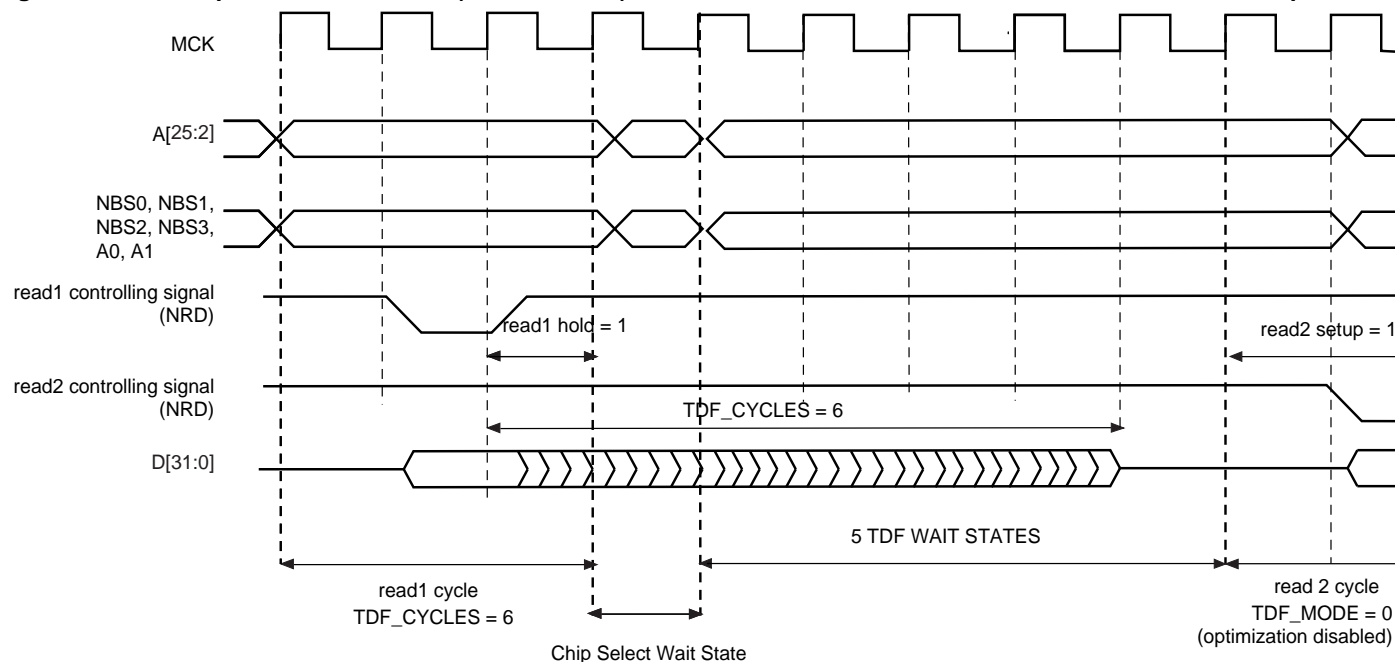 MCK
A[25:2]
NBS0, NBS1,
NBS2, NBS3,
A0, A1
read1 controlling signal
(NRD)
read1 hold = 1
read2 setup = 1
read2 controlling signal
(NRD)
TDF_CYCLES = 6
D[31:0]
5 TDF WAIT STATES
read1 cycle
TDF_CYCLES = 6
Chip Select Wait State
read 2 cycle
TDF_MODE = 0
(optimization disabled)